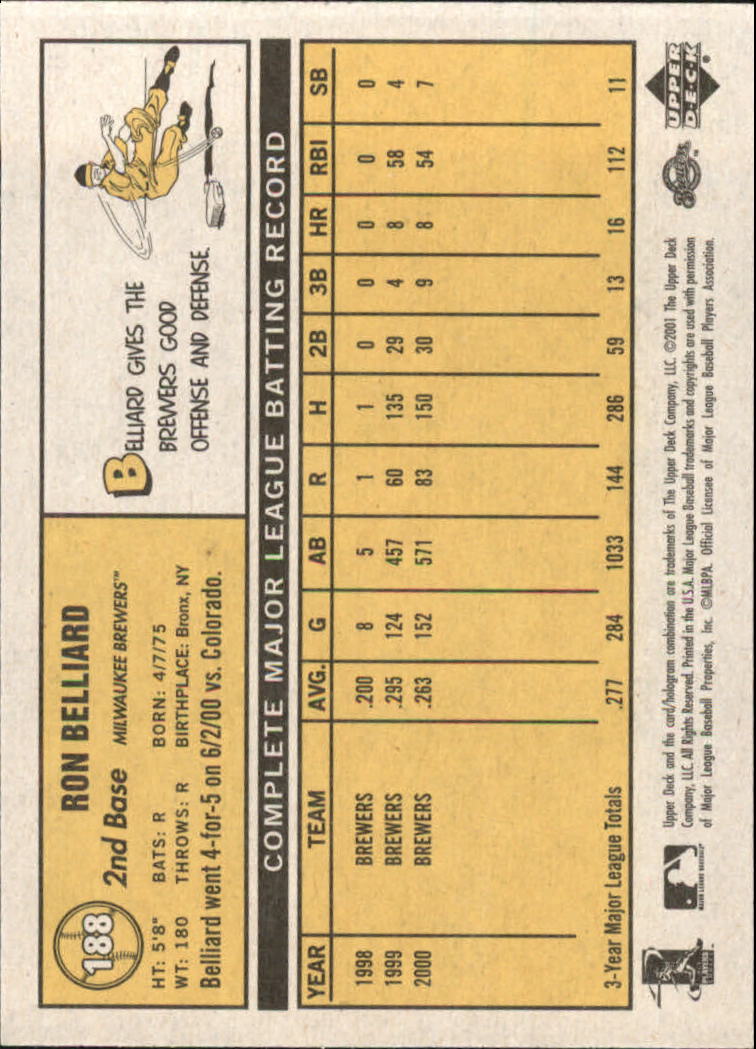 188
RON BELLIARD
2nd Base MILWAUKEE BREWERS™
HT: 5'8" BATS: R BORN: 4/7/75
WT: 180 THROWS: R BIRTHPLACE: Bronx, NY
Belliard went 4-for-5 on 6/2/00 vs. Colorado.
BELLIARD GIVES THE
BREWERS GOOD
OFFENSE AND DEFENSE.
COMPLETE MAJOR LEAGUE BATTING RECORD
YEAR TEAM AVG. G AB R H 2B 3B HR RBI SB
1998 BREWERS .200 8 5 1 1 0 0 0 0 0
1999 BREWERS .295 124 457 60 135 29 4 8 58 4
2000 BREWERS .263 152 571 83 150 30 9 8 54 7
3-Year Major League Totals .277 284 1033 144 286 59 13 16 112 11
Upper Deck and the card/hologram combination are trademarks of The Upper Deck Company, LLC. ©2001 The Upper Deck
Company, LLC. All Rights Reserved. Printed in the U.S.A. Major League Baseball trademarks and copyrights are used with permission
of Major League Baseball Properties, Inc. ©MLBPA. Official Licensee of Major League Baseball Players Association.
MAJOR LEAGUE BASEBALL
Brewers™
UPPER
DECK®